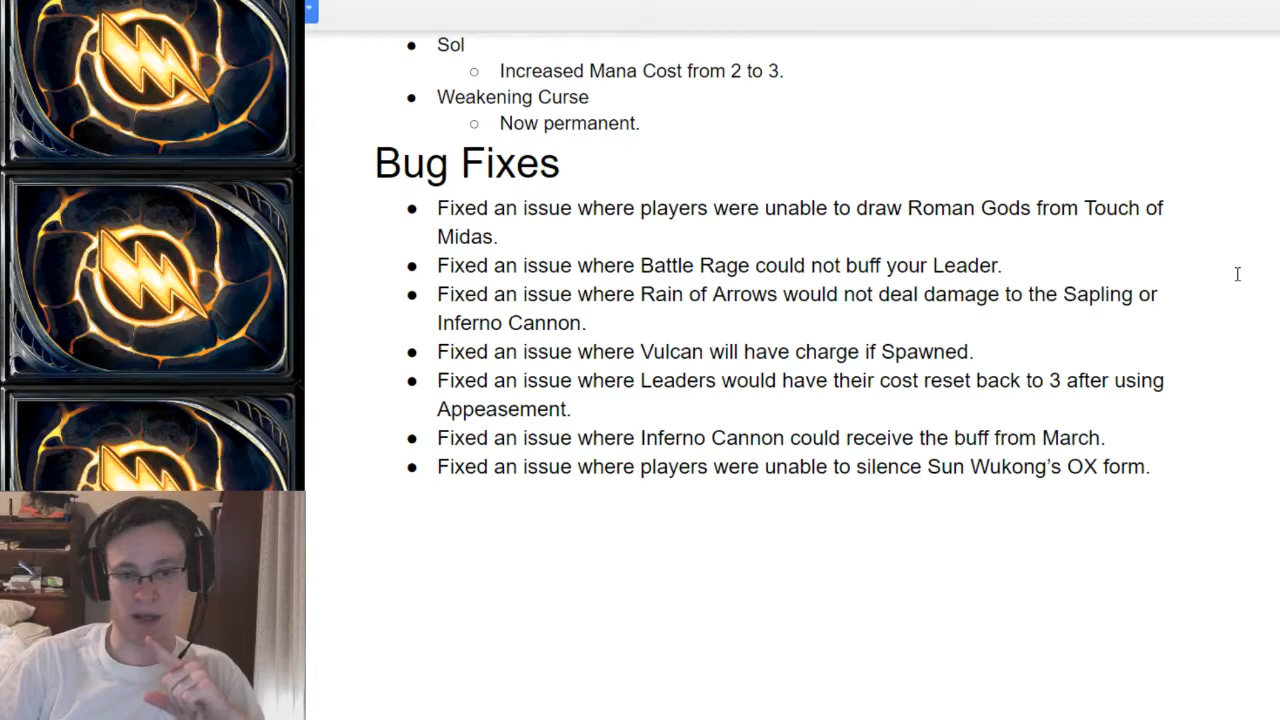 ● Sol
○ Increased Mana Cost from 2 to 3.
● Weakening Curse
○ Now permanent.
Bug Fixes
● Fixed an issue where players were unable to draw Roman Gods from Touch of
Midas.
● Fixed an issue where Battle Rage could not buff your Leader.
● Fixed an issue where Rain of Arrows would not deal damage to the Sapling or
Inferno Cannon.
● Fixed an issue where Vulcan will have charge if Spawned.
● Fixed an issue where Leaders would have their cost reset back to 3 after using
Appeasement.
● Fixed an issue where Inferno Cannon could receive the buff from March.
● Fixed an issue where players were unable to silence Sun Wukong’s OX form.